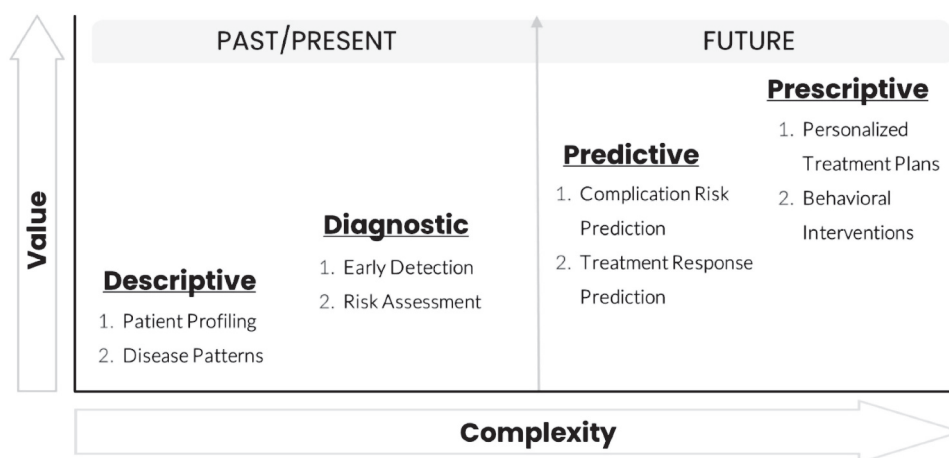 PAST/PRESENT
FUTURE
Value
Descriptive
1. Patient Profiling
2. Disease Patterns
Diagnostic
1. Early Detection
2. Risk Assessment
Predictive
1. Complication Risk
Prediction
2. Treatment Response
Prediction
Prescriptive
1. Personalized
Treatment Plans
2. Behavioral
Interventions
Complexity